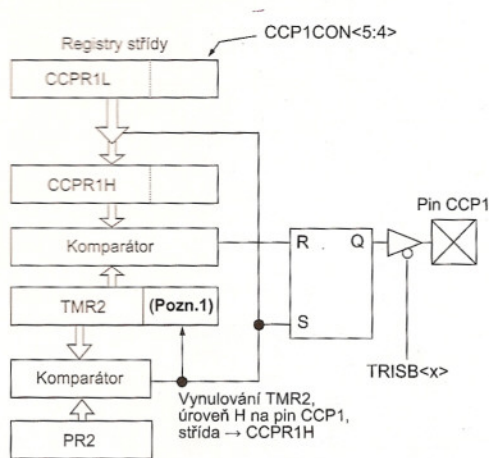 CCP1CON<5:4>
Registry střídy
CCPR1L
CCPR1H
Pin CCP1
Komparátor
R
Q
TMR2
(Pozn.1)
S
TRISB<x>
Komparátor
Vynulování TMR2,
úroveň H na pin CCP1,
střída → CCPR1H
PR2